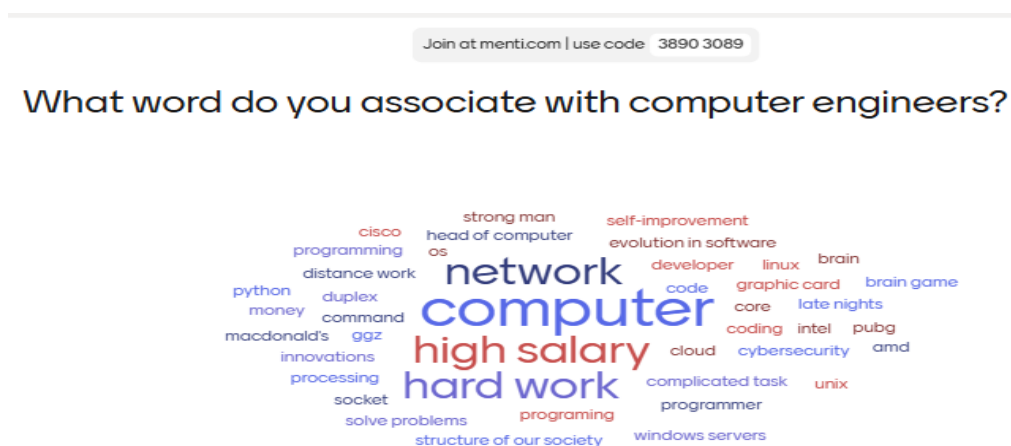 Join at menti.com | use code 3890 3089
What word do you associate with computer engineers?
strong man self-improvement
cisco head of computer evolution in software
programming os
network developer linux brain
distance work
python duplex code graphic card brain game
money command computer core late nights
macdonald's ggz coding intel pubg
innovations high salary cloud cybersecurity amd
processing hard work complicated task unix
socket programmer
solve problems programing
structure of our society windows servers